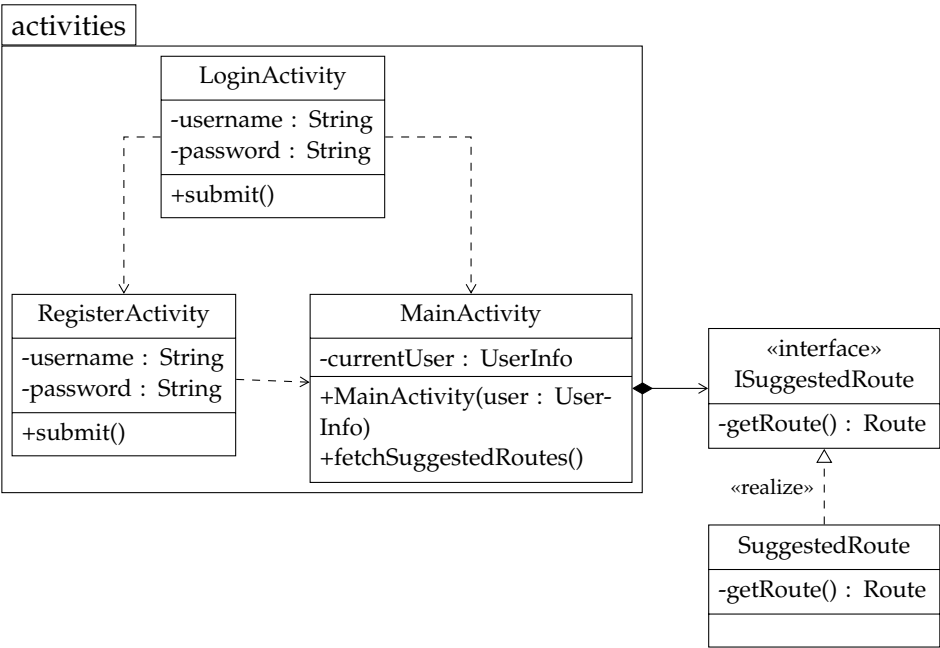 activities
LoginActivity
-username : String
-password : String
+submit()
RegisterActivity
-username : String
-password : String
+submit()
MainActivity
-currentUser : UserInfo
+MainActivity(user : User-
Info)
+fetchSuggestedRoutes()
«interface»
ISuggestedRoute
-getRoute() : Route
«realize»
SuggestedRoute
-getRoute() : Route